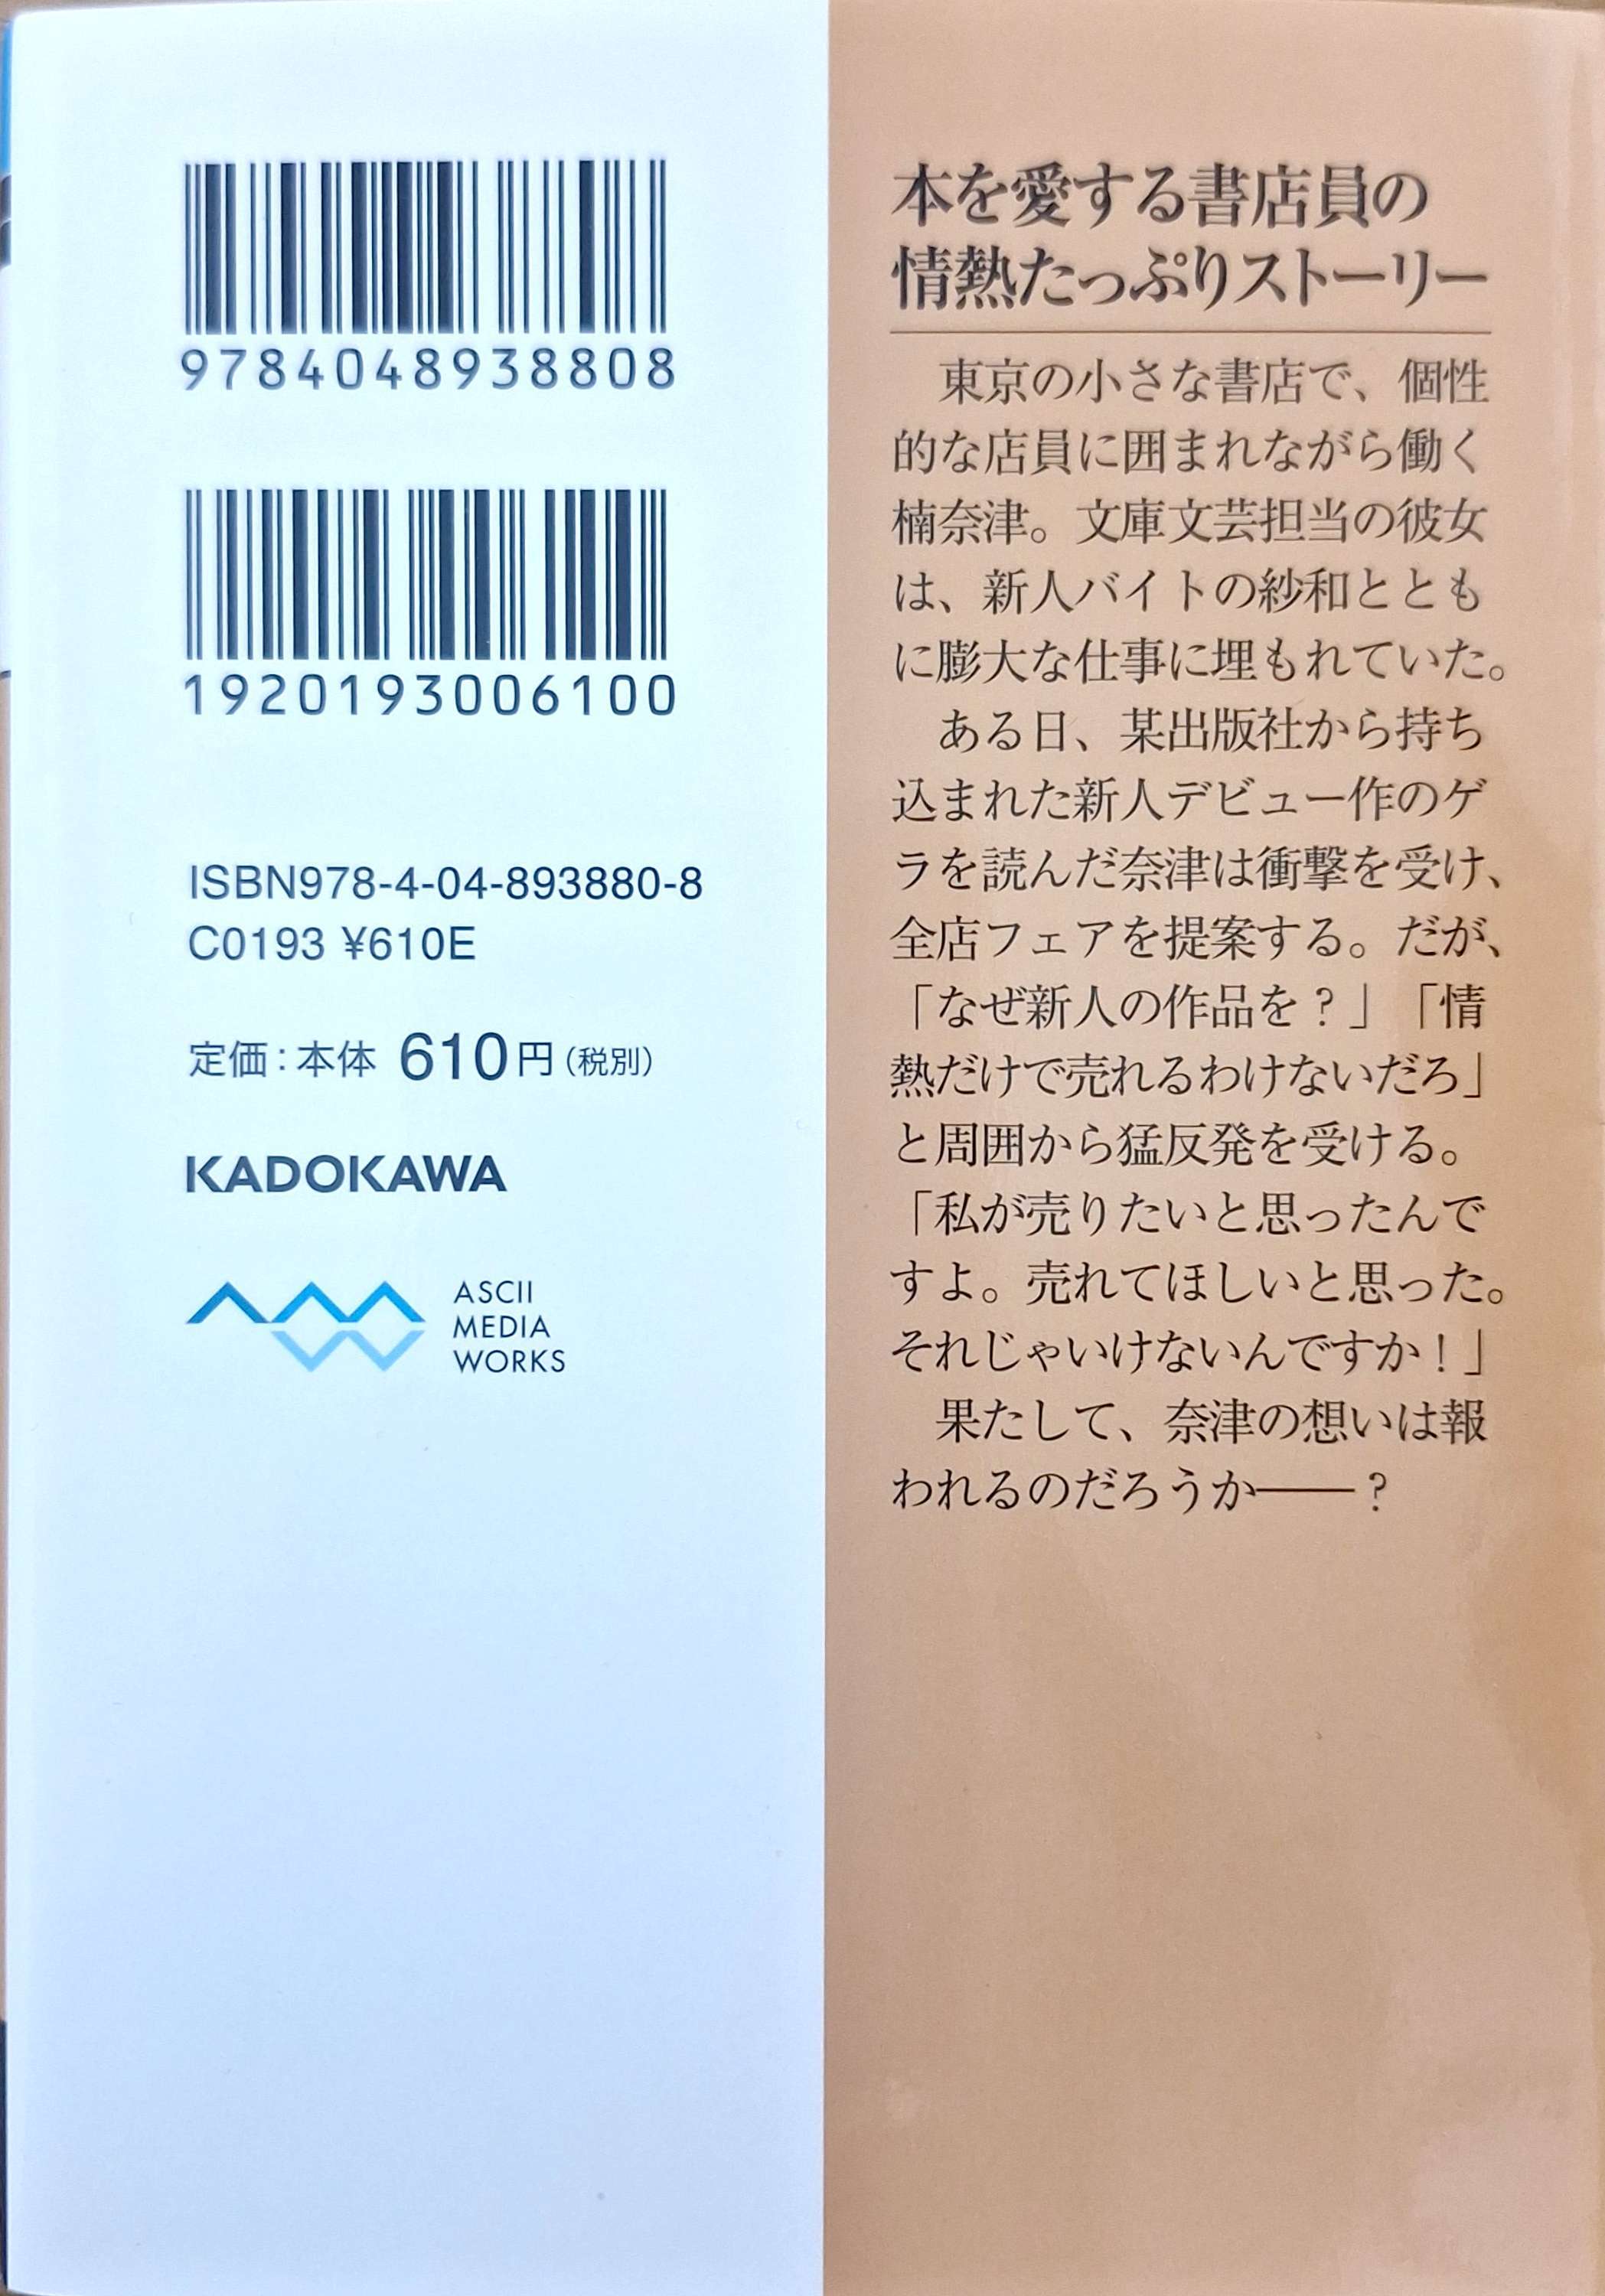 9784048938808
1920193006100
ISBN978-4-04-893880-8
C0193 ¥610E
定価:本体 610円(税別)
KADOKAWA
ASCII
MEDIA
WORKS
本を愛する書店員の
情熱たっぷりストーリー
　東京の小さな書店で、個性
的な店員に囲まれながら働く
楠奈津。文庫文芸担当の彼女
は、新人バイトの紗和ととも
に膨大な仕事に埋もれていた。
　ある日、某出版社から持ち
込まれた新人デビュー作のゲ
ラを読んだ奈津は衝撃を受け、
全店フェアを提案する。だが、
「なぜ新人の作品を?」「情
熱だけで売れるわけないだろ」
と周囲から猛反発を受ける。
「私が売りたいと思ったんで
すよ。売れてほしいと思った。
それじゃいけないんですか!」
　果たして、奈津の想いは報
われるのだろうか――?